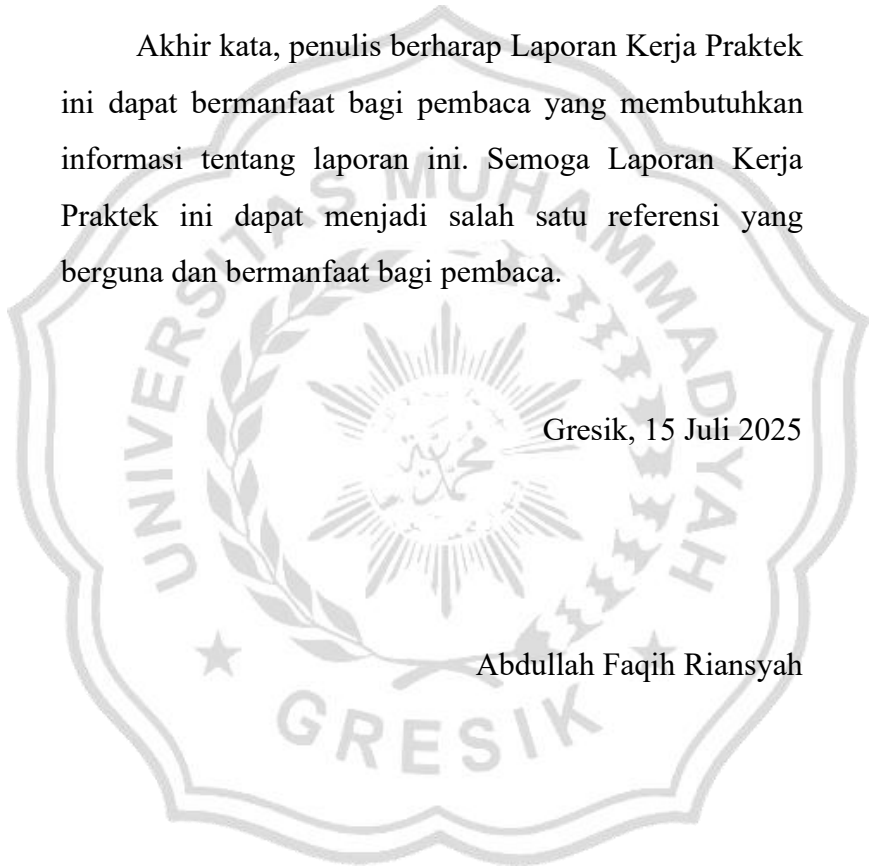 Akhir kata, penulis berharap Laporan Kerja Praktek
ini dapat bermanfaat bagi pembaca yang membutuhkan
informasi tentang laporan ini. Semoga Laporan Kerja
Praktek ini dapat menjadi salah satu referensi yang
berguna dan bermanfaat bagi pembaca.
Gresik, 15 Juli 2025
Abdullah Faqih Riansyah
UNIVERSITAS MUHAMMADIYAH
GRESIK